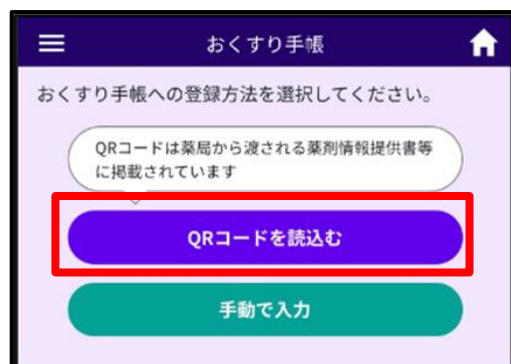 おくすり手帳
おくすり手帳への登録方法を選択してください。
QRコードは薬局から渡される薬剤情報提供書等
に掲載されています
QRコードを読込む
手動で入力